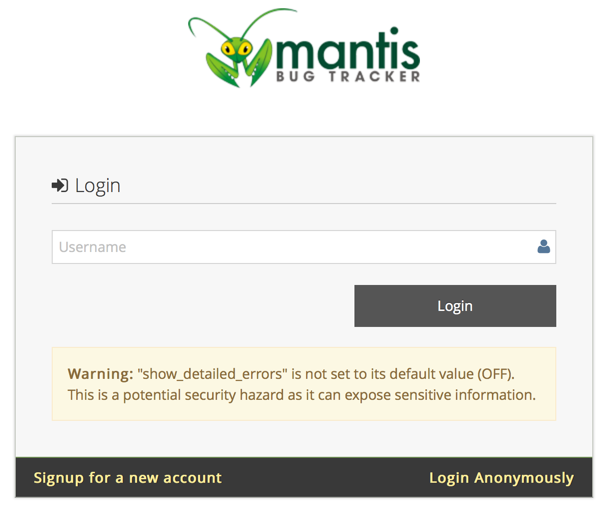 mantis
BUG TRACKER
Login
Username
Login
Warning: "show_detailed_errors" is not set to its default value (OFF).
This is a potential security hazard as it can expose sensitive information.
Signup for a new account
Login Anonymously